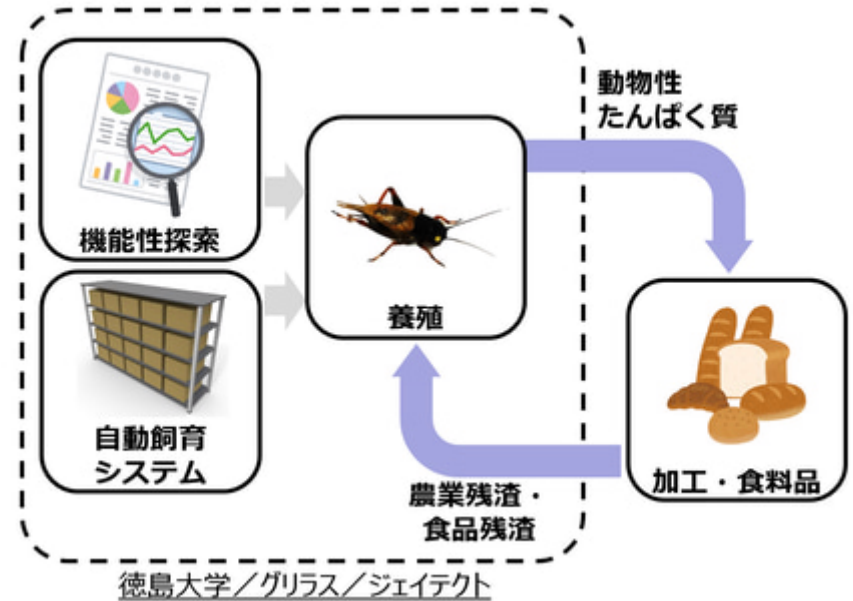 機能性探索
自動飼育
システム
養殖
動物性
たんぱく質
加工・食料品
農業残渣・
食品残渣
徳島大学／グリラス／ジェイテクト